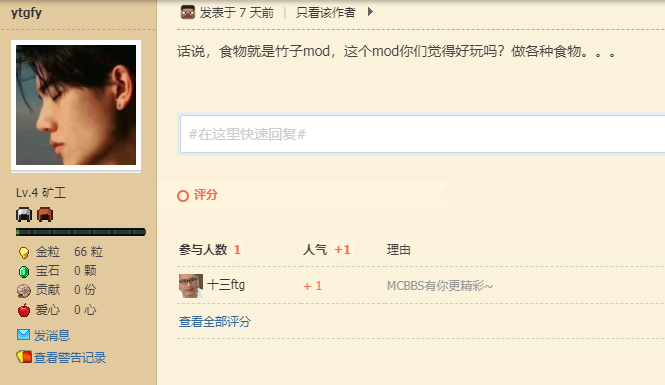 ytgfy
发表于 7 天前 | 只看该作者
话说，食物就是竹子mod，这个mod你们觉得好玩吗？做各种食物。。。
#在这里快速回复#
Lv.4 矿工
金粒 66 粒
宝石 0 颗
贡献 0 份
爱心 0 心
发消息
查看警告记录
评分
参与人数 1 人气 +1 理由
十三ftg + 1 MCBBS有你更精彩~
查看全部评分